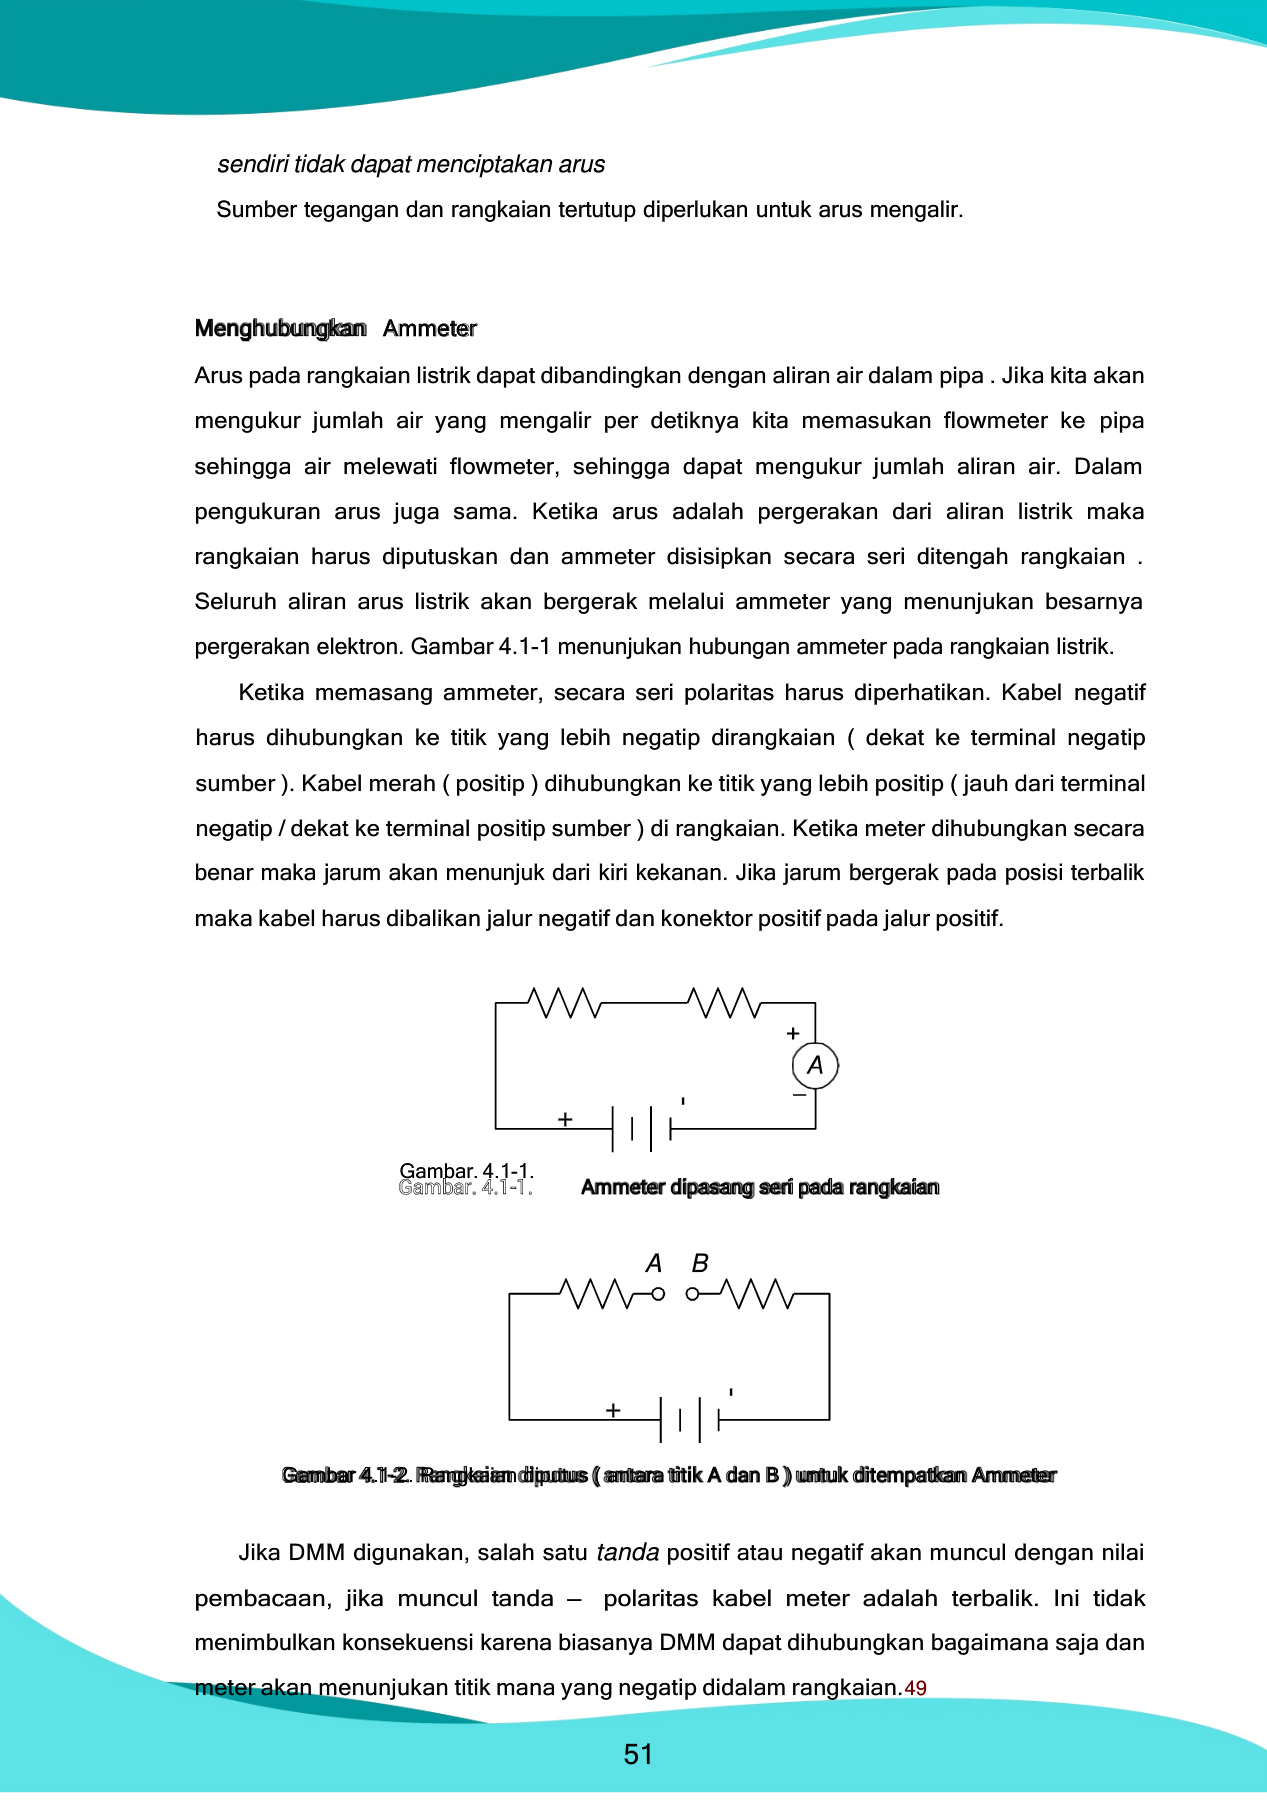 sendiri tidak dapat menciptakan arus
Sumber tegangan dan rangkaian tertutup diperlukan untuk arus mengalir.
Menghubungkan Ammeter
Arus pada rangkaian listrik dapat dibandingkan dengan aliran air dalam pipa . Jika kita akan
mengukur jumlah air yang mengalir per detiknya kita memasukan flowmeter ke pipa
sehingga air melewati flowmeter, sehingga dapat mengukur jumlah aliran air. Dalam
pengukuran arus juga sama. Ketika arus adalah pergerakan dari aliran listrik maka
rangkaian harus diputuskan dan ammeter disisipkan secara seri ditengah rangkaian .
Seluruh aliran arus listrik akan bergerak melalui ammeter yang menunjukan besarnya
pergerakan elektron. Gambar 4.1-1 menunjukan hubungan ammeter pada rangkaian listrik.
Ketika memasang ammeter, secara seri polaritas harus diperhatikan. Kabel negatif
harus dihubungkan ke titik yang lebih negatip dirangkaian ( dekat ke terminal negatip
sumber ). Kabel merah ( positip ) dihubungkan ke titik yang lebih positip ( jauh dari terminal
negatip / dekat ke terminal positip sumber ) di rangkaian. Ketika meter dihubungkan secara
benar maka jarum akan menunjuk dari kiri kekanan. Jika jarum bergerak pada posisi terbalik
maka kabel harus dibalikan jalur negatif dan konektor positif pada jalur positif.
+
A
–
+ '
Gambar. 4.1-1.
Gambar. 4.1-1. Ammeter dipasang seri pada rangkaian
A B
+ '
Gambar 4.1-2. Rangkaian diputus ( antara titik A dan B ) untuk ditempatkan Ammeter
Jika DMM digunakan, salah satu tanda positif atau negatif akan muncul dengan nilai
pembacaan, jika muncul tanda – polaritas kabel meter adalah terbalik. Ini tidak
menimbulkan konsekuensi karena biasanya DMM dapat dihubungkan bagaimana saja dan
meter akan menunjukan titik mana yang negatip didalam rangkaian.49
51